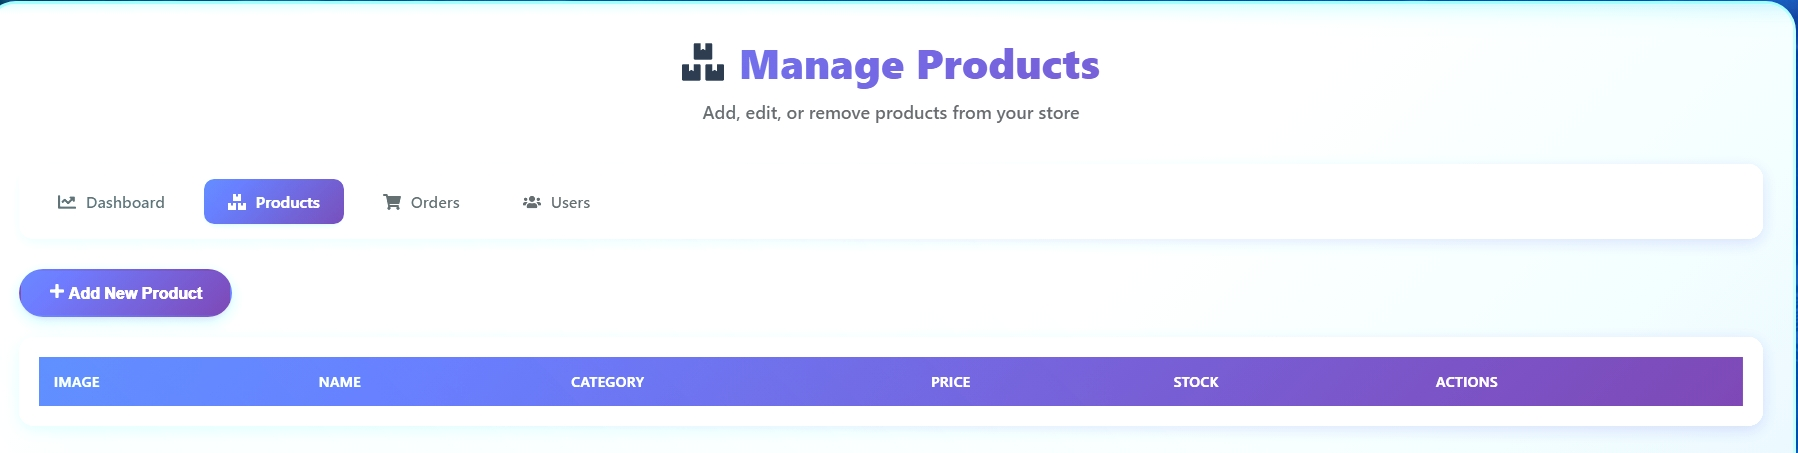 Manage Products
Add, edit, or remove products from your store
Dashboard Products Orders Users
+ Add New Product
IMAGE NAME CATEGORY PRICE STOCK ACTIONS